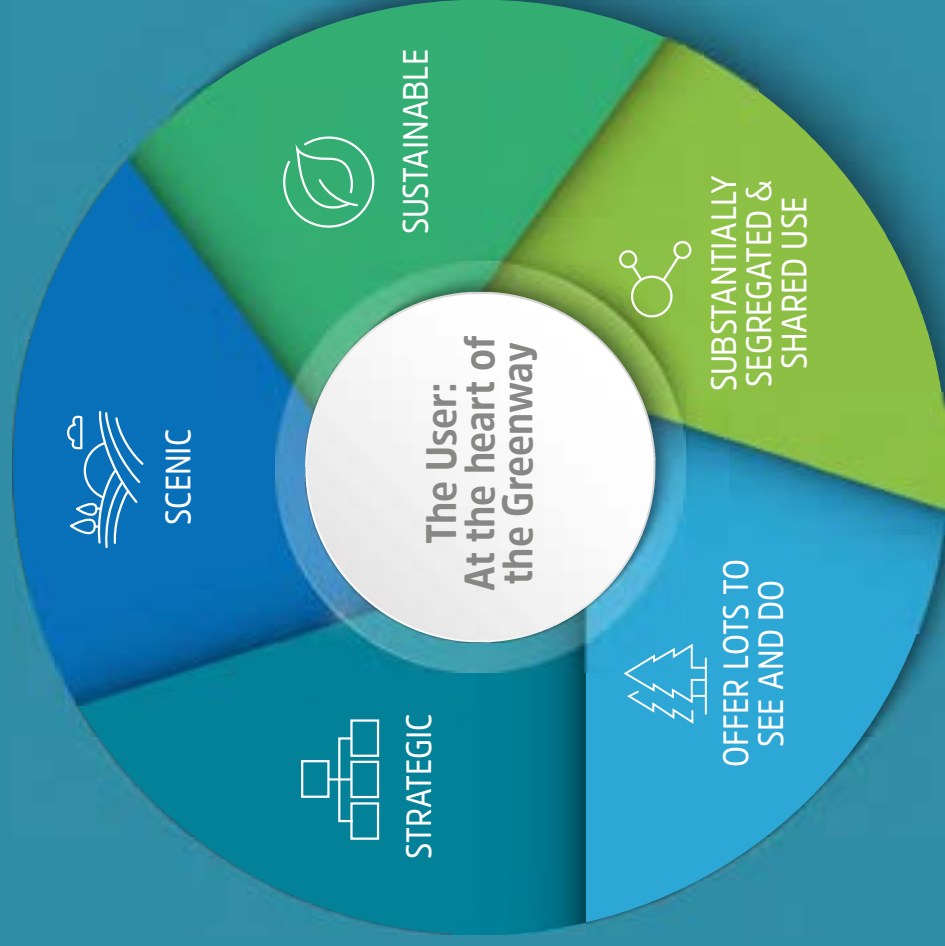 SCENIC
SUSTAINABLE
SUBSTANTIALLY
SEGREGATED &
SHARED USE
OFFER LOTS TO
SEE AND DO
STRATEGIC
The User:
At the heart of
the Greenway